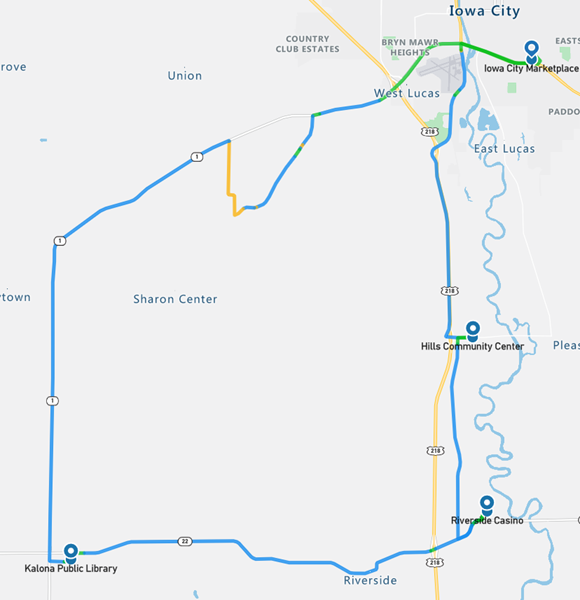 Iowa City
COUNTRY
CLUB ESTATES
BRYN MAWR
HEIGHTS
EASTS
Iowa City Marketplace
rove
Union
West Lucas
PADDO
218
East Lucas
1
1
ytown
Sharon Center
218
Hills Community Center
Pleas
1
218
Riverside Casino
22
218
Kalona Public Library
Riverside